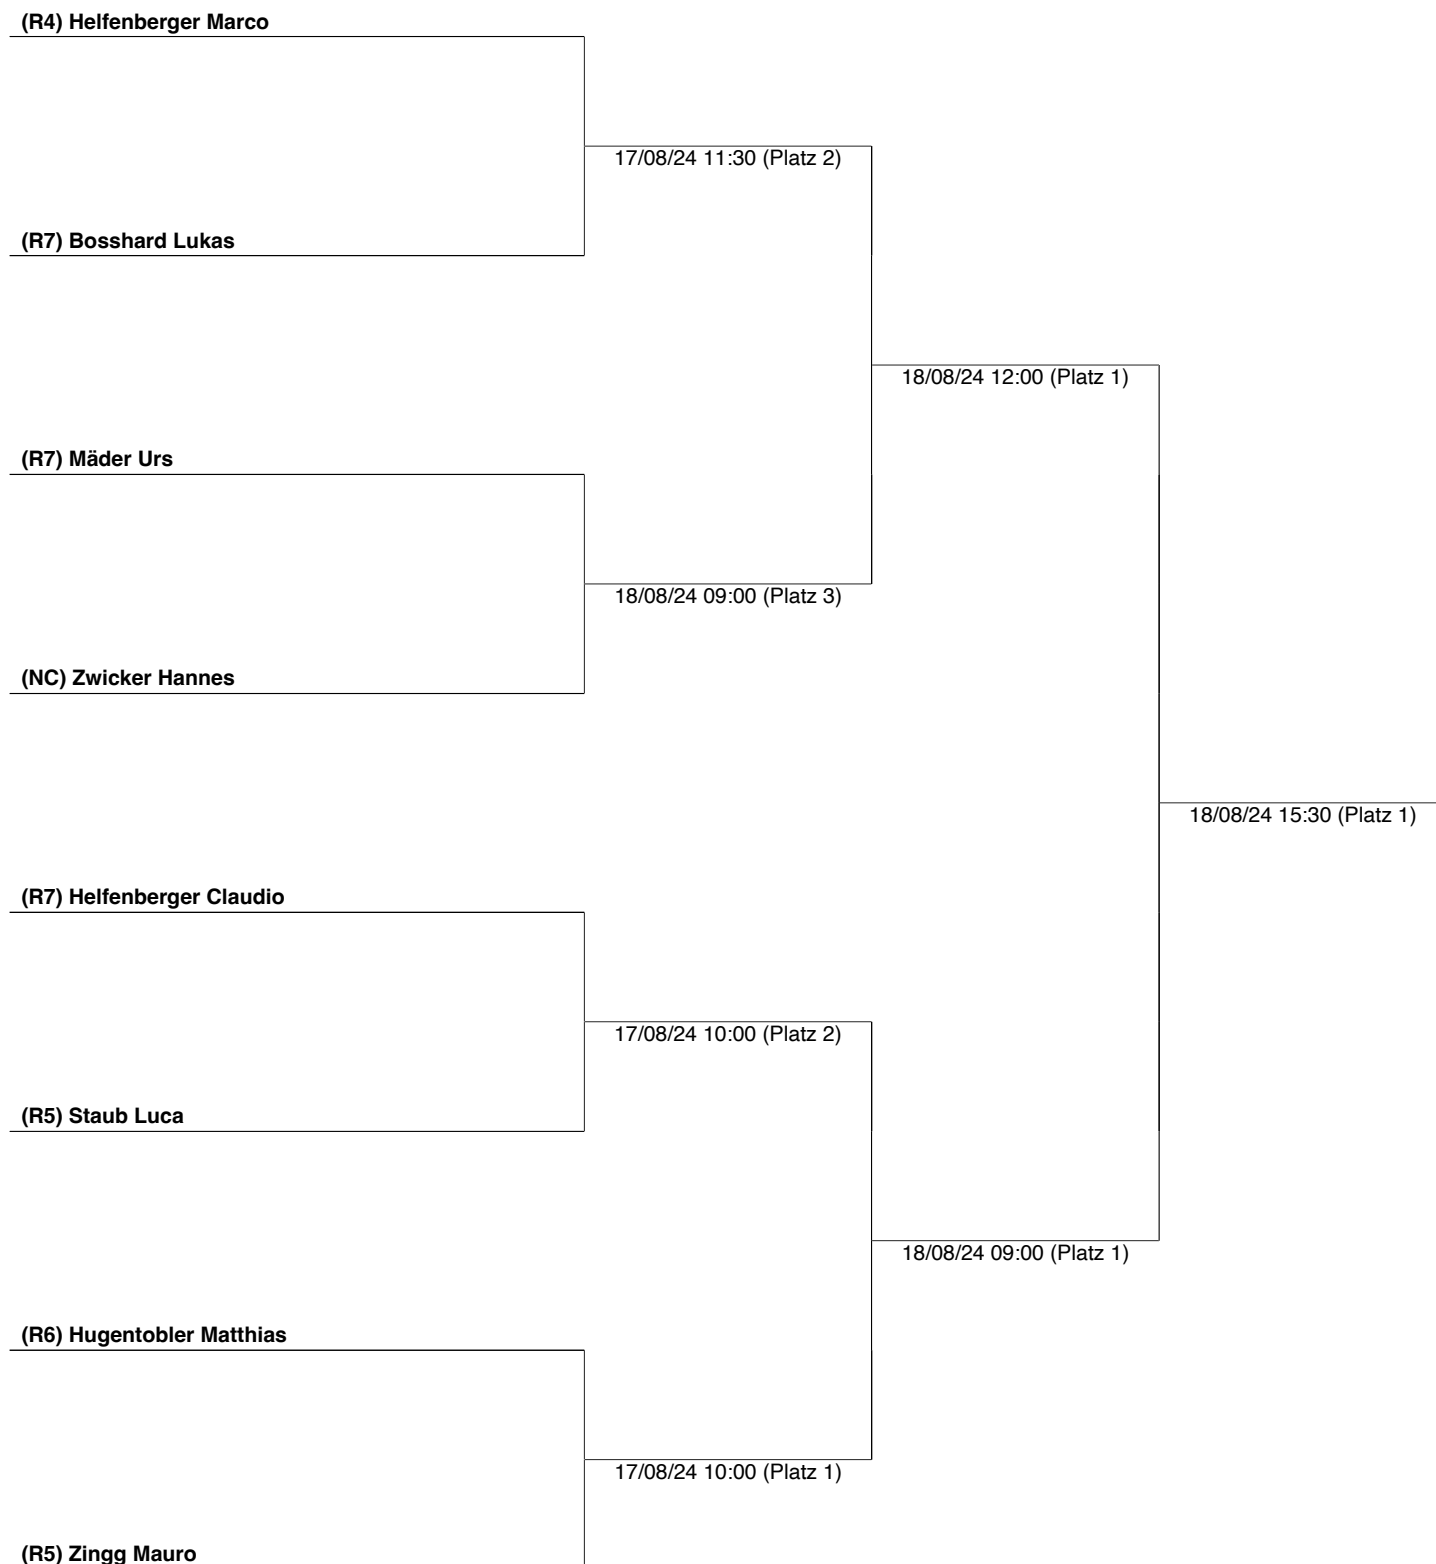 (R4) Helfenberger Marco
17/08/24 11:30 (Platz 2)
(R7) Bosshard Lukas
18/08/24 12:00 (Platz 1)
(R7) Mäder Urs
18/08/24 09:00 (Platz 3)
(NC) Zwicker Hannes
18/08/24 15:30 (Platz 1)
(R7) Helfenberger Claudio
17/08/24 10:00 (Platz 2)
(R5) Staub Luca
18/08/24 09:00 (Platz 1)
(R6) Hugentobler Matthias
17/08/24 10:00 (Platz 1)
(R5) Zingg Mauro